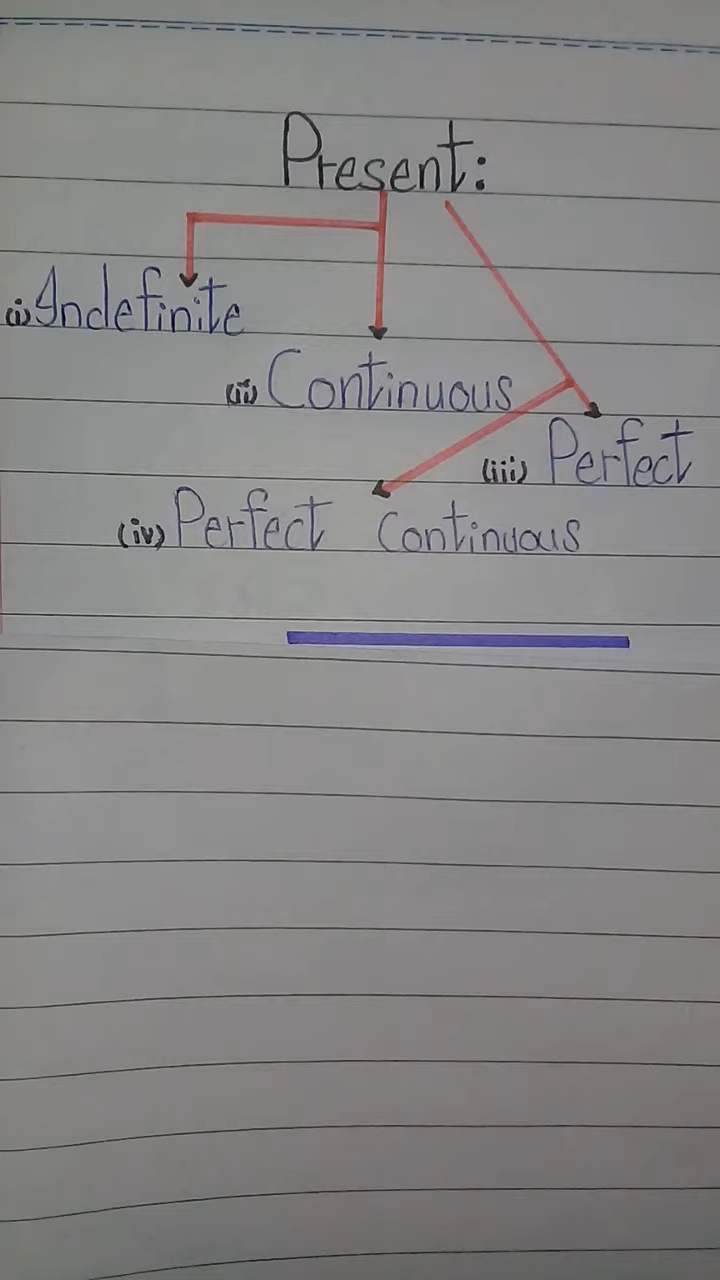 Present:
(i) Indefinite
(ii) Continuous
(iii) Perfect
(iv) Perfect Continuous